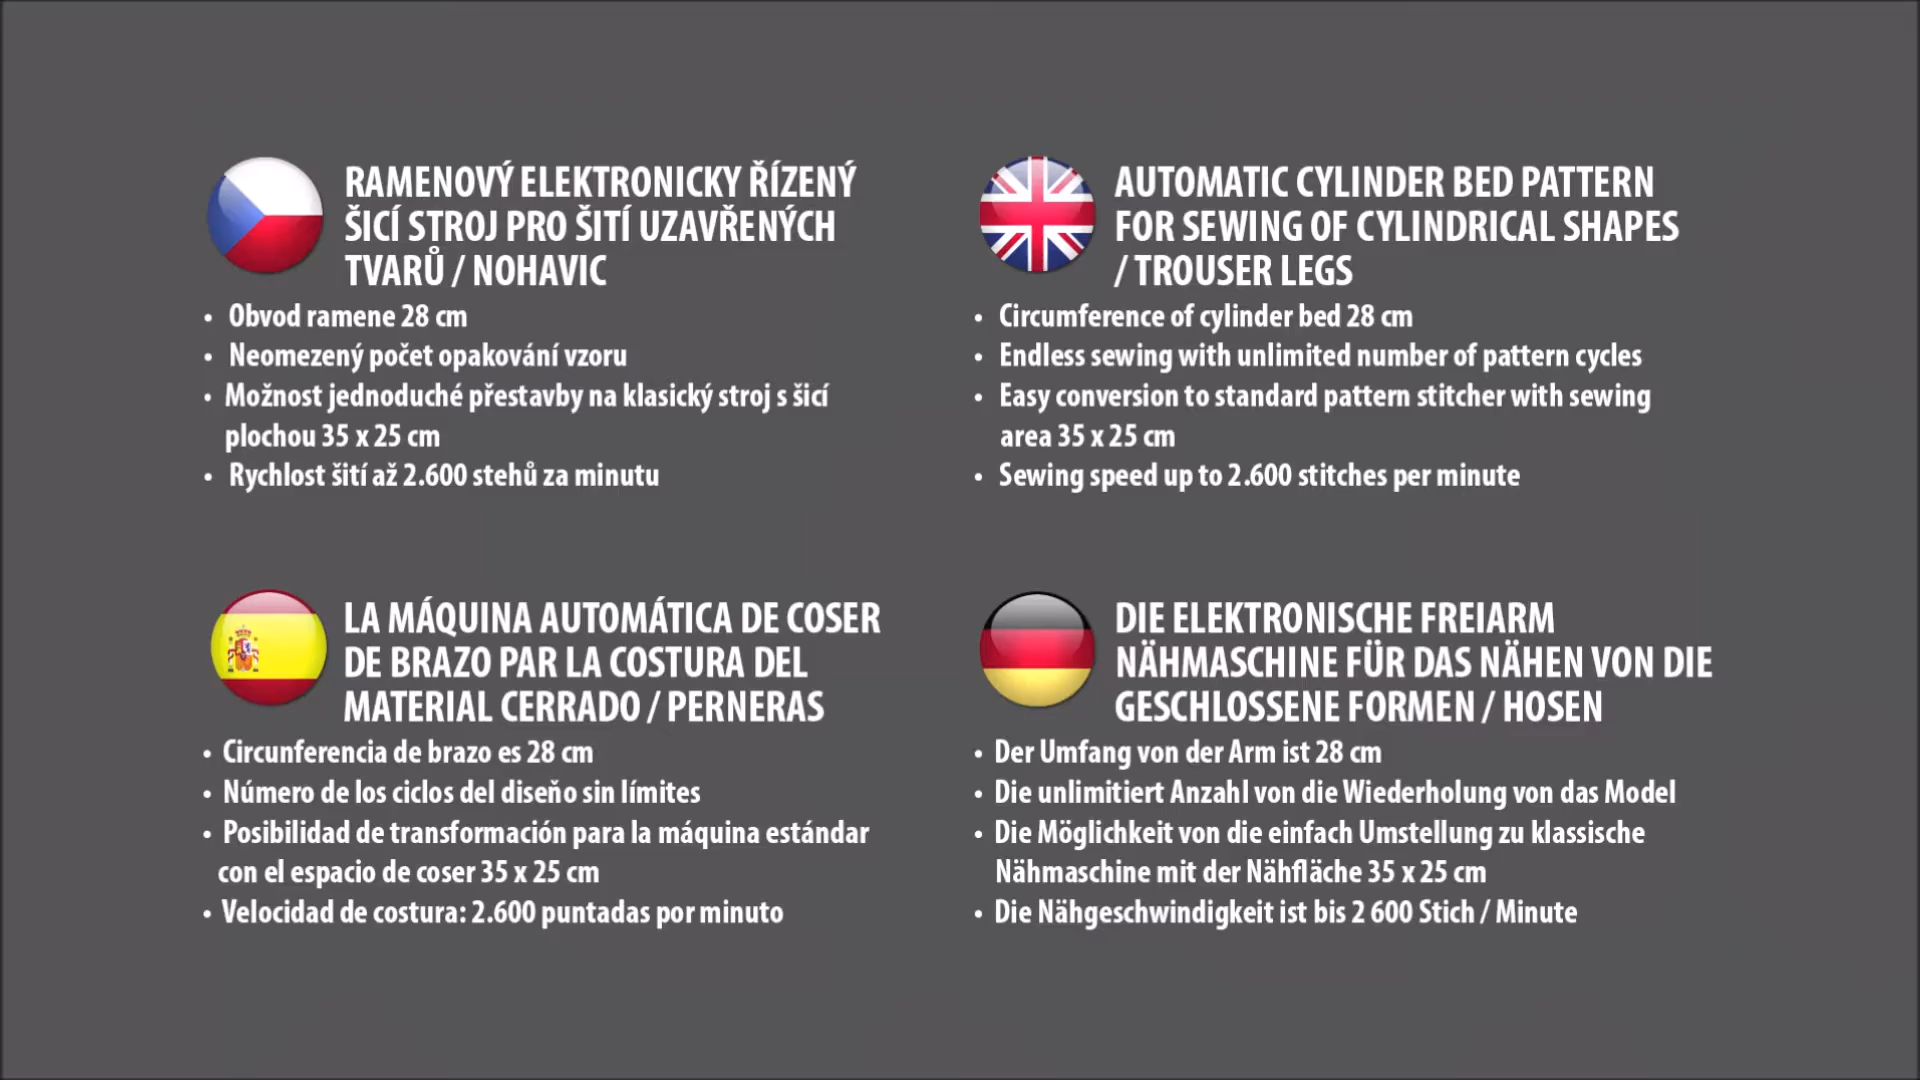 RAMENOVÝ ELEKTRONICKY ŘÍZENÝ
ŠICÍ STROJ PRO ŠITÍ UZAVŘENÝCH
TVARŮ / NOHAVIC
• Obvod ramene 28 cm
• Neomezený počet opakování vzoru
• Možnost jednoduché přestavby na klasický stroj s šicí
plochou 35 x 25 cm
• Rychlost šití až 2.600 stehů za minutu
AUTOMATIC CYLINDER BED PATTERN
FOR SEWING OF CYLINDRICAL SHAPES
/ TROUSER LEGS
• Circumference of cylinder bed 28 cm
• Endless sewing with unlimited number of pattern cycles
• Easy conversion to standard pattern stitcher with sewing
area 35 x 25 cm
• Sewing speed up to 2.600 stitches per minute
LA MÁQUINA AUTOMÁTICA DE COSER
DE BRAZO PAR LA COSTURA DEL
MATERIAL CERRADO / PERNERAS
• Circunferencia de brazo es 28 cm
• Número de los ciclos del diseño sin límites
• Posibilidad de transformación para la máquina estándar
con el espacio de coser 35 x 25 cm
• Velocidad de costura: 2.600 puntadas por minuto
DIE ELEKTRONISCHE FREIARM
NÄHMASCHINE FÜR DAS NÄHEN VON DIE
GESCHLOSSENE FORMEN / HOSEN
• Der Umfang von der Arm ist 28 cm
• Die unlimitiert Anzahl von die Wiederholung von das Model
• Die Möglichkeit von die einfach Umstellung zu klassische
Nähmaschine mit der Nähfläche 35 x 25 cm
• Die Nähgeschwindigkeit ist bis 2 600 Stich / Minute